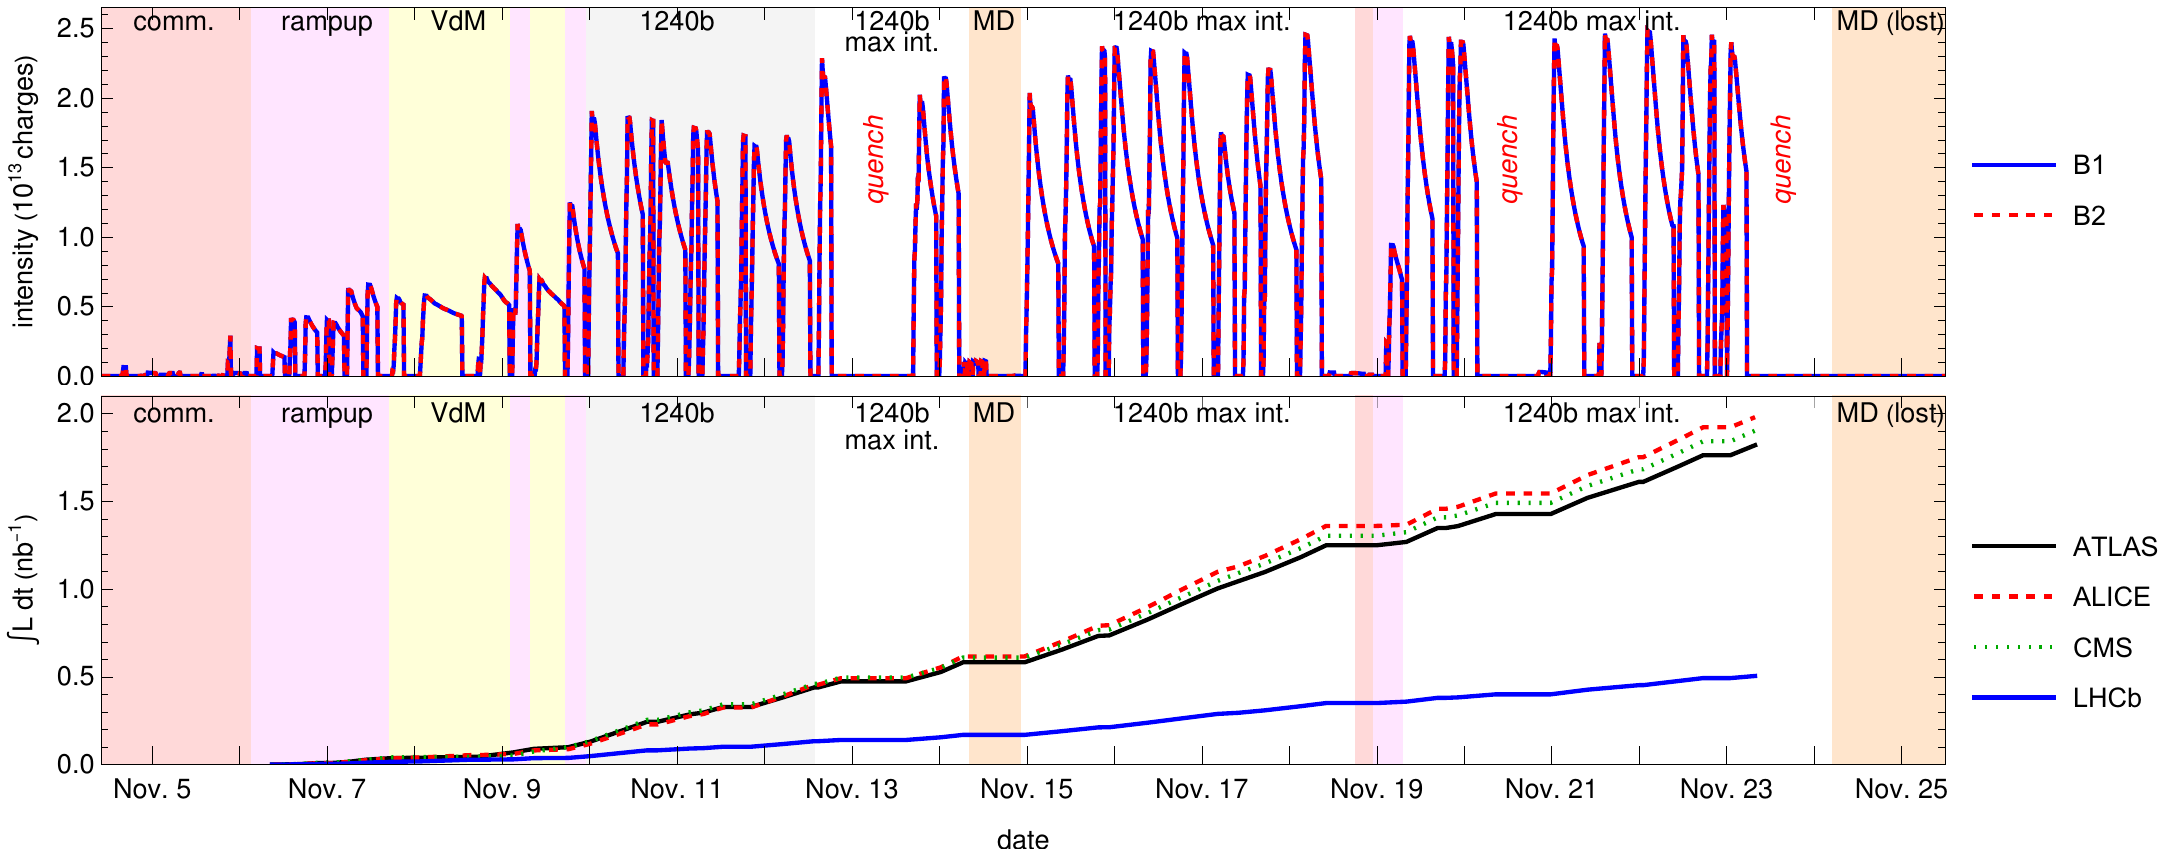 comm.
rampup
VdM
1240b
1240b
max int.
MD
1240b max int.
1240b max int.
MD (lost)
quench
quench
quench
intensity (10¹³ charges)
2.5
2.0
1.5
1.0
0.5
0.0
B1
B2
comm.
rampup
VdM
1240b
1240b
max int.
MD
1240b max int.
1240b max int.
MD (lost)
∫L dt (nb⁻¹)
2.0
1.5
1.0
0.5
0.0
ATLAS
ALICE
CMS
LHCb
Nov. 5
Nov. 7
Nov. 9
Nov. 11
Nov. 13
Nov. 15
Nov. 17
Nov. 19
Nov. 21
Nov. 23
Nov. 25
date